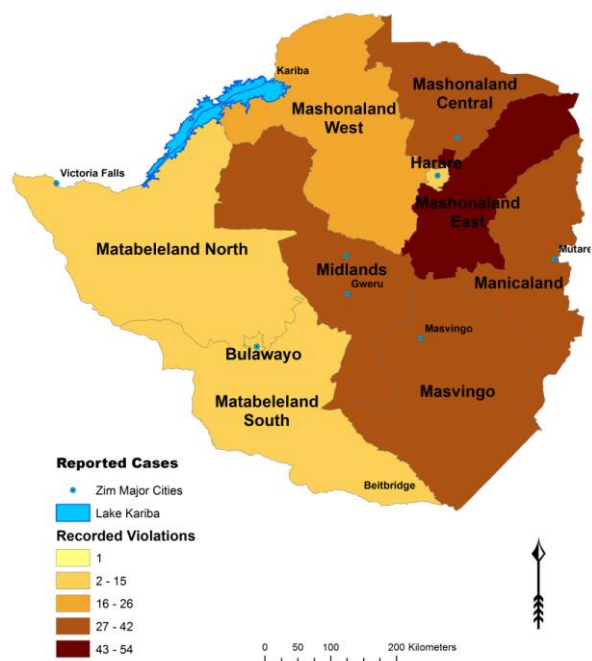 Kariba
Mashonaland
Central
Mashonaland
West
Harare
Victoria Falls
Mashonaland
East
Matabeleland North
Mutare
Midlands
Manicaland
Gweru
Masvingo
Bulawayo
Masvingo
Matabeleland
South
Beitbridge
Reported Cases
Zim Major Cities
Lake Kariba
Recorded Violations
1
2 - 15
16 - 26
27 - 42
43 - 54
0 50 100 200 Kilometers